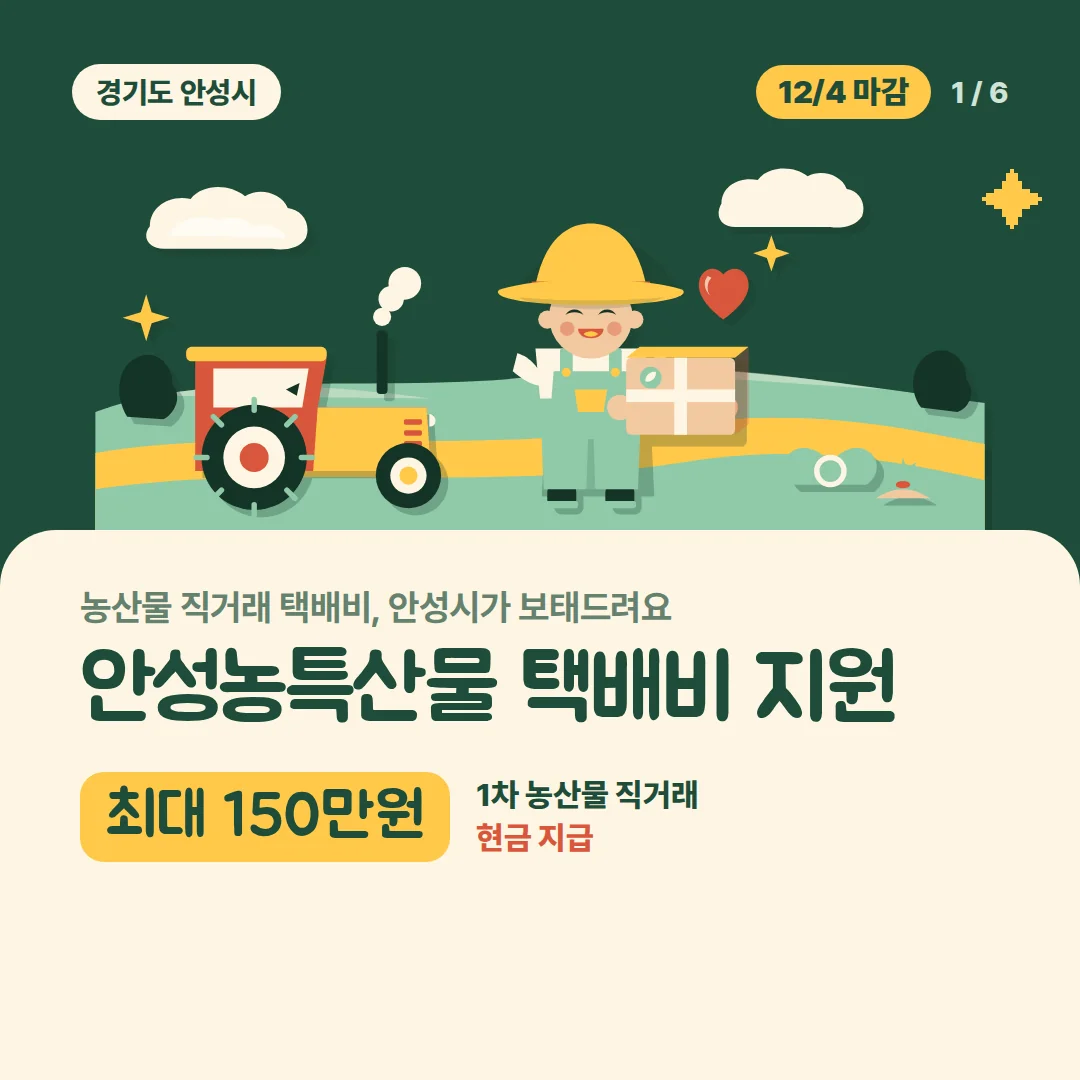 경기도 안성시
12/4 마감
1 / 6
농산물 직거래 택배비, 안성시가 보태드려요
안성농특산물 택배비 지원
최대 150만원
1차 농산물 직거래
현금 지급